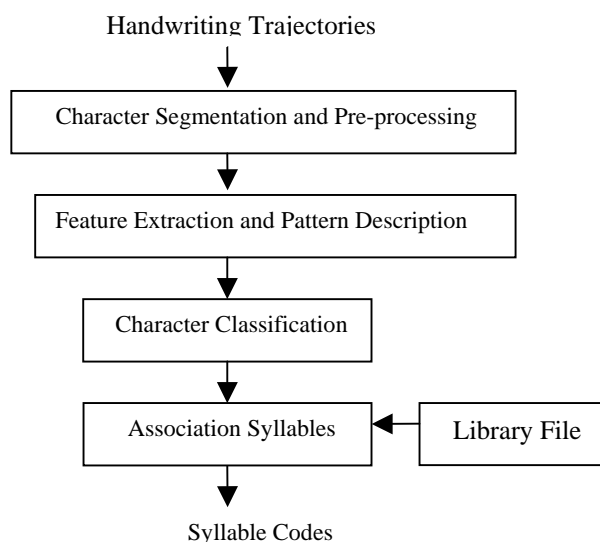 Handwriting Trajectories
Character Segmentation and Pre-processing
Feature Extraction and Pattern Description
Character Classification
Association Syllables
Library File
Syllable Codes